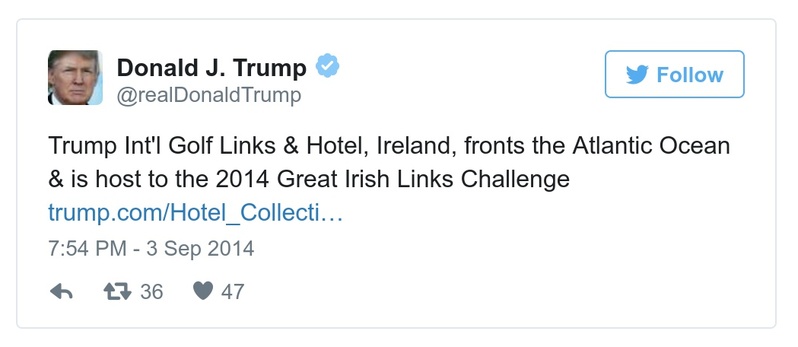 Donald J. Trump
@realDonaldTrump
Follow
Trump Int'l Golf Links & Hotel, Ireland, fronts the Atlantic Ocean
& is host to the 2014 Great Irish Links Challenge
trump.com/Hotel_Collecti…
7:54 PM - 3 Sep 2014
36 47